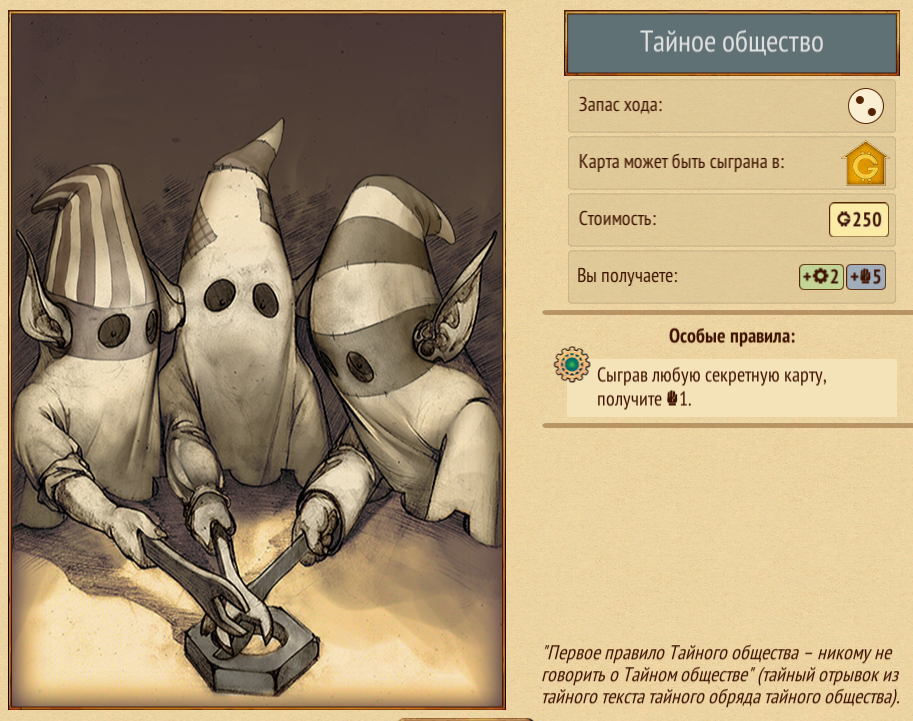 Тайное общество
Запас хода:
Карта может быть сыграна в:
G
Стоимость:
G250
Вы получаете:
+2 +5
Особые правила:
Сыграв любую секретную карту,
получите 1.
"Первое правило Тайного общества – никому не
говорить о Тайном обществе" (тайный отрывок из
тайного текста тайного обряда тайного общества).